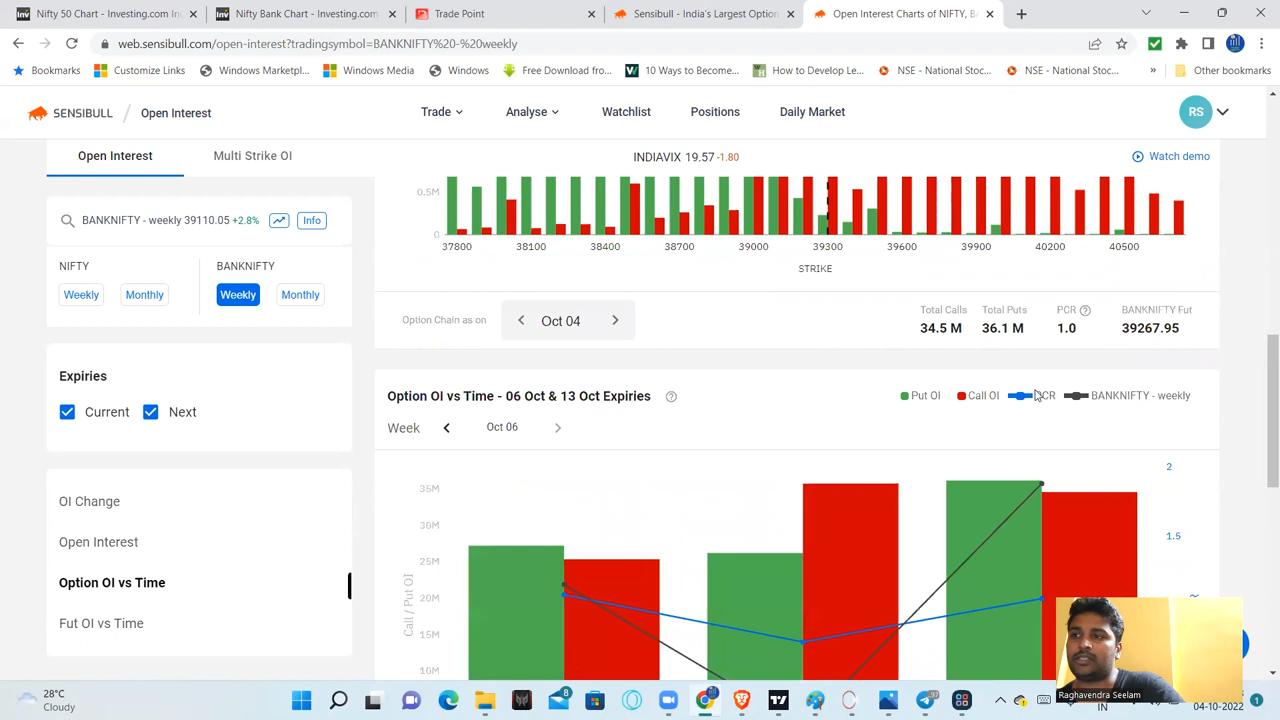 Nifty 50 Chart - Investing.com In
Nifty Bank Chart - Investing.com
Trade Point
Sensibull - India's Largest Option
Open Interest Charts of NIFTY, B
web.sensibull.com/open-interest?tradingsymbol=BANKNIFTY%20-%20weekly
Bookmarks
Customize Links
Windows Marketpl...
Windows Media
Windows
Free Download fro...
10 Ways to Become...
How to Develop Le...
NSE - National Stoc...
NSE - National Stoc...
»
Other bookmarks
SENSIBULL / Open Interest
Trade
Analyse
Watchlist
Positions
Daily Market
RS
Open Interest
Multi Strike OI
INDIAVIX 19.57 -1.80
Watch demo
BANKNIFTY - weekly 39110.05 +2.8%
Info
NIFTY
BANKNIFTY
Weekly
Monthly
Weekly
Monthly
0.5M
0
37800 38100 38400 38700 39000 39300 39600 39900 40200 40500
STRIKE
Option Chain as on
Oct 04
Total Calls
34.5 M
Total Puts
36.1 M
PCR
1.0
BANKNIFTY Fut
39267.95
Expiries
Current
Next
OI Change
Open Interest
Option OI vs Time
Fut OI vs Time
Option OI vs Time - 06 Oct & 13 Oct Expiries
Put OI
Call OI
PCR
BANKNIFTY - weekly
Week
Oct 06
2
35M
30M
1.5
25M
20M
15M
10M
Call / Put OI
Raghavendra Seelam
28°C
Cloudy
8
IN
04-10-2022
1